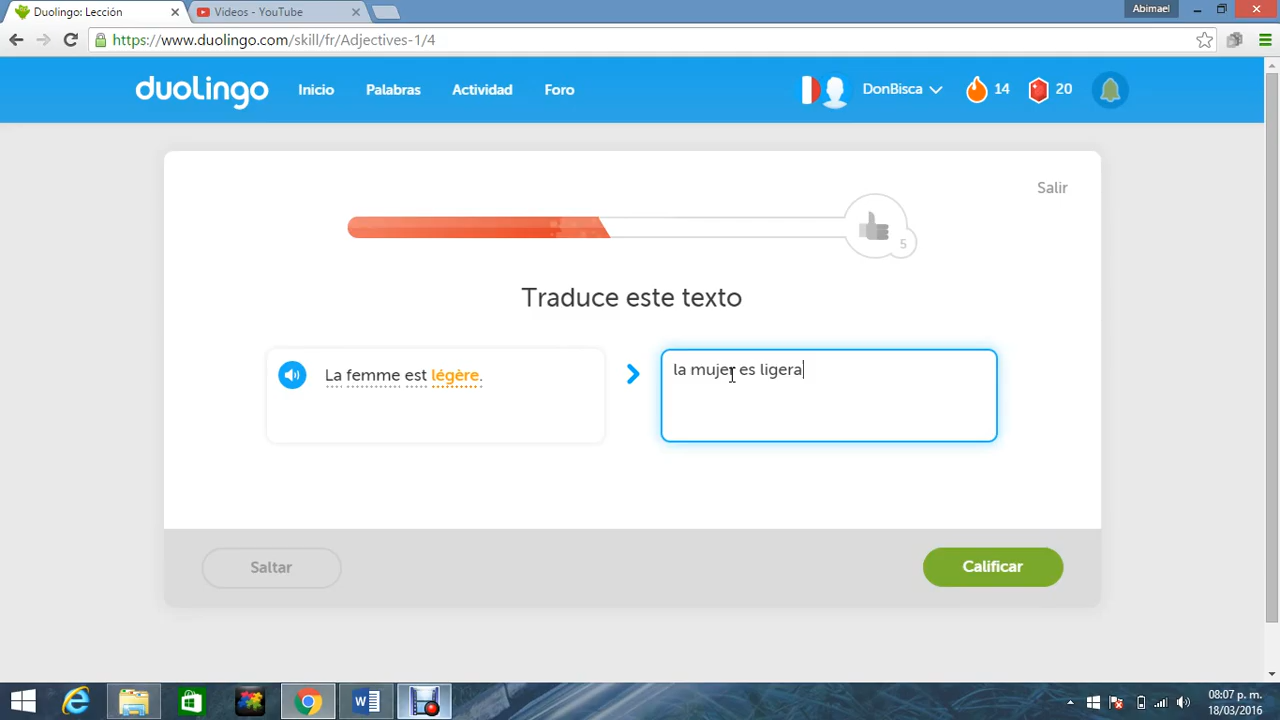 Duolingo: Lección
Videos - YouTube
Abimael
https://www.duolingo.com/skill/fr/Adjectives-1/4
duolingo
Inicio
Palabras
Actividad
Foro
DonBisca
14
20
Salir
5
Traduce este texto
La femme est légère.
la mujer es ligera
Saltar
Calificar
08:07 p. m.
18/03/2016